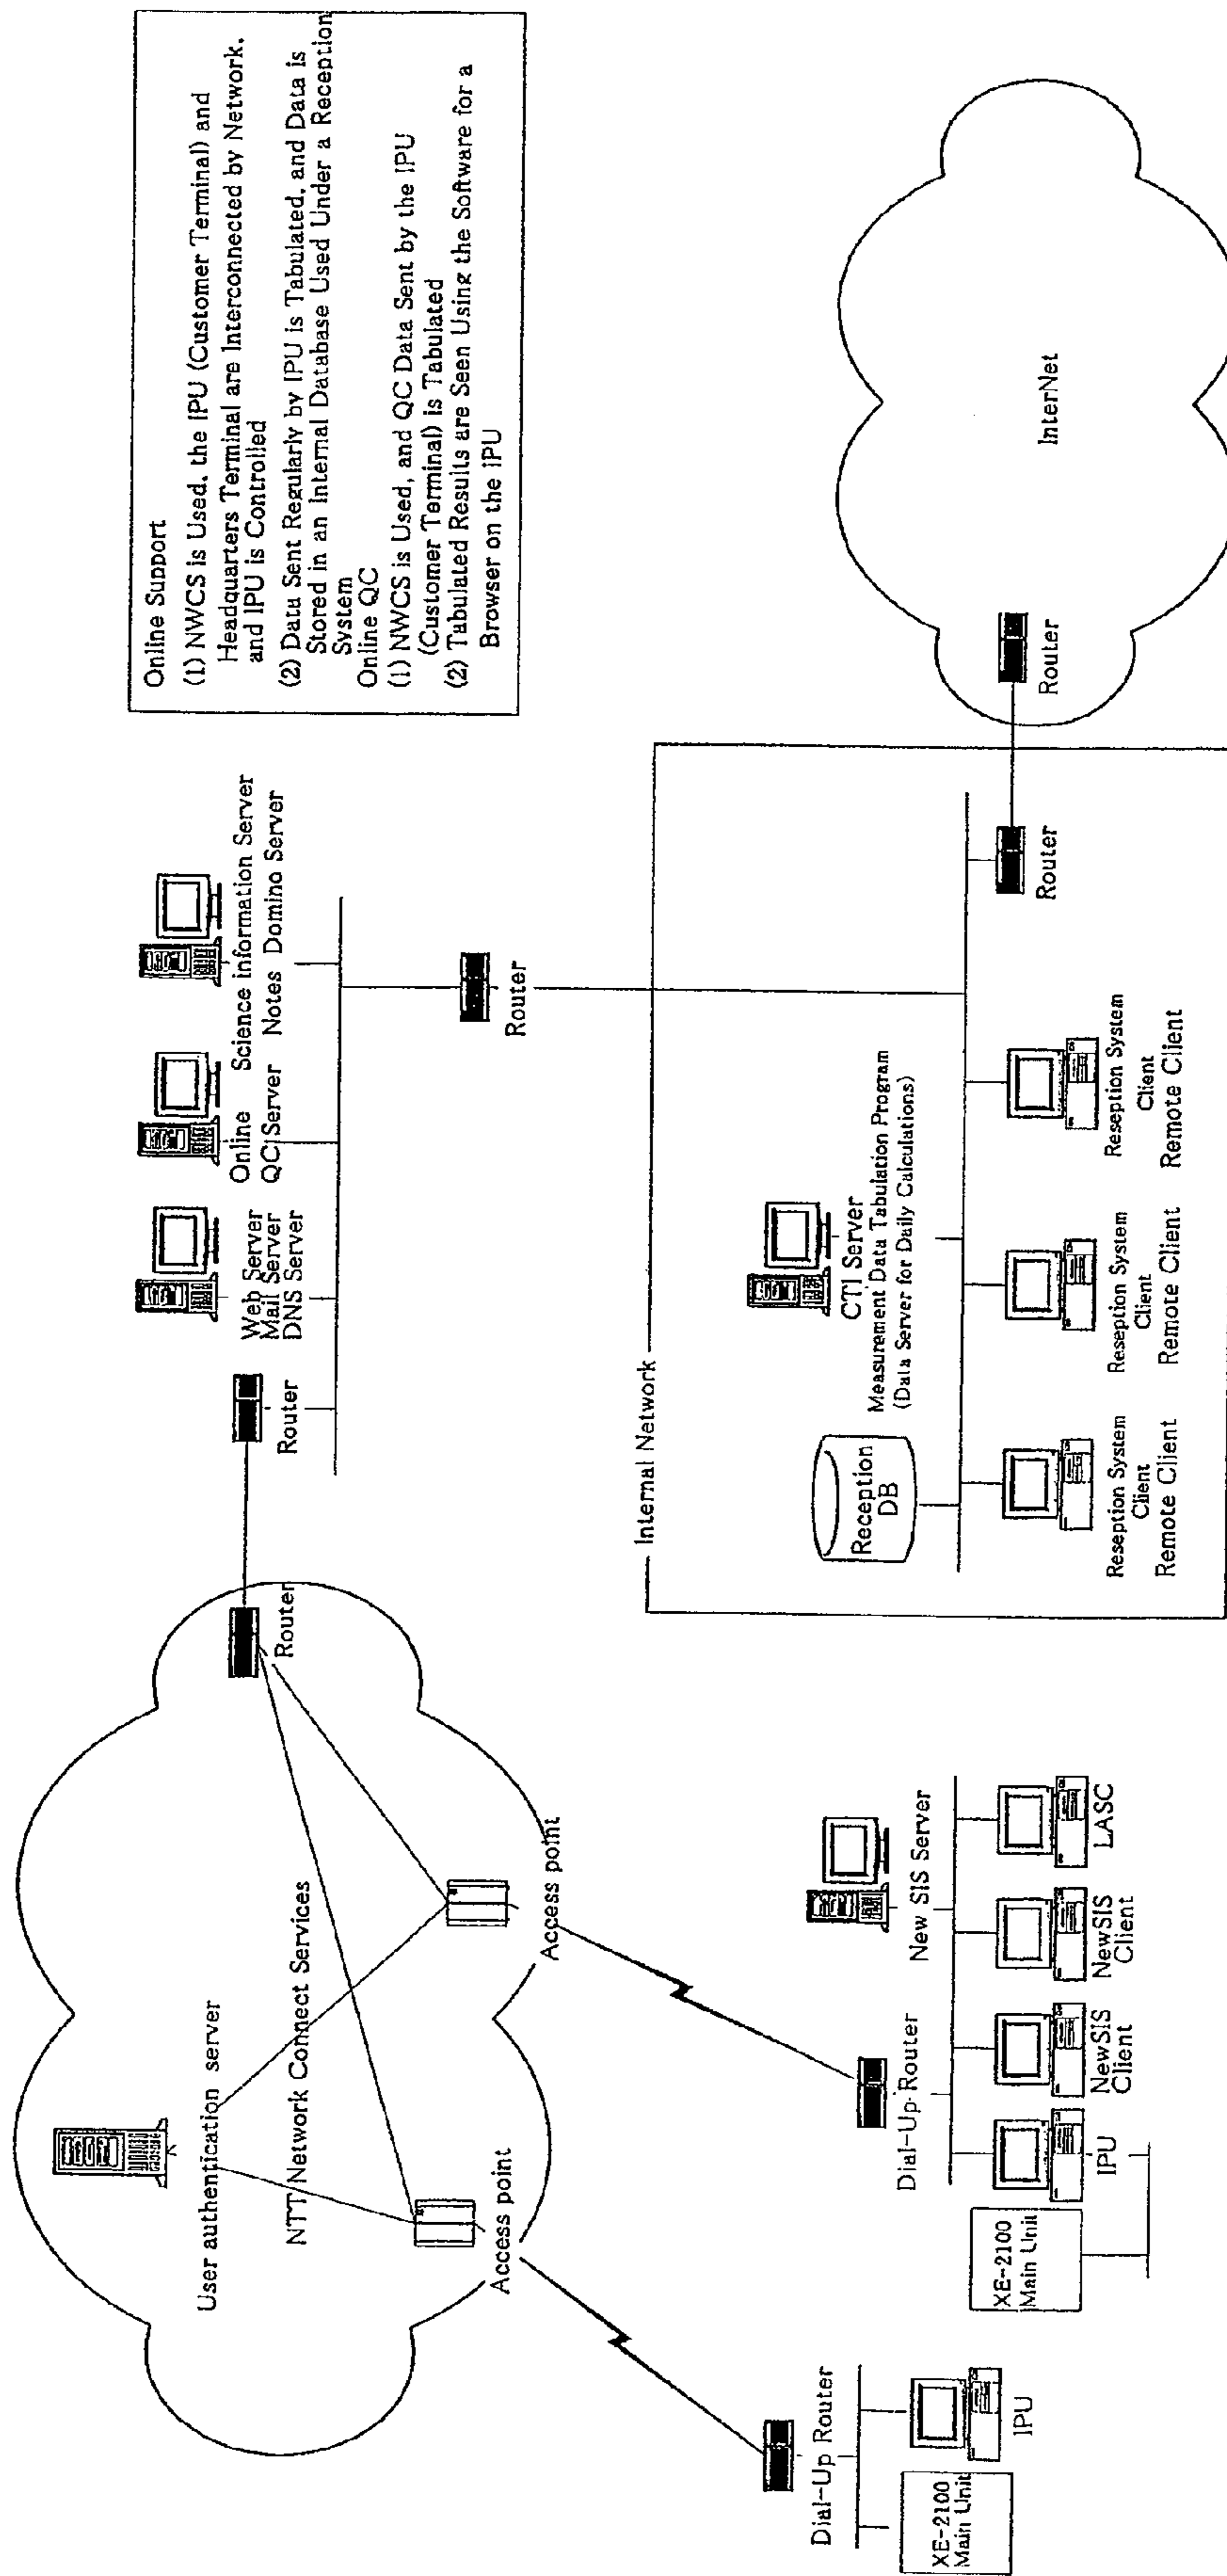 Online Support
(1) NWCS is Used, the IPU (Customer Terminal) and
Headquarters Terminal are Interconnected by Network,
and IPU is Controlled
(2) Data Sent Regularly by IPU is Tabulated, and Data is
Stored in an Internal Database Used Under a Reception
System
Online QC
(1) NWCS is Used, and QC Data Sent by the IPU
(Customer Terminal) is Tabulated
(2) Tabulated Results are Seen Using the Software for a
Browser on the IPU
User authentication server
NTT Network Connect Services
Access point
Access point
Router
Router
Web Server
Mail Server
DNS Server
Online
QC Server
Science information Server
Notes Domino Server
Router
Dial-Up Router
XE-2100
Main Unit
IPU
Dial-Up Router
New SIS Server
XE-2100
Main Unit
IPU
NewSIS
Client
NewSIS
Client
LASC
Internal Network
Reception
DB
CTI Server
Measurement Data Tabulation Program
(Data Server for Daily Calculations)
Reseption System
Client
Remote Client
Reseption System
Client
Remote Client
Reseption System
Client
Remote Client
Router
Router
InterNet